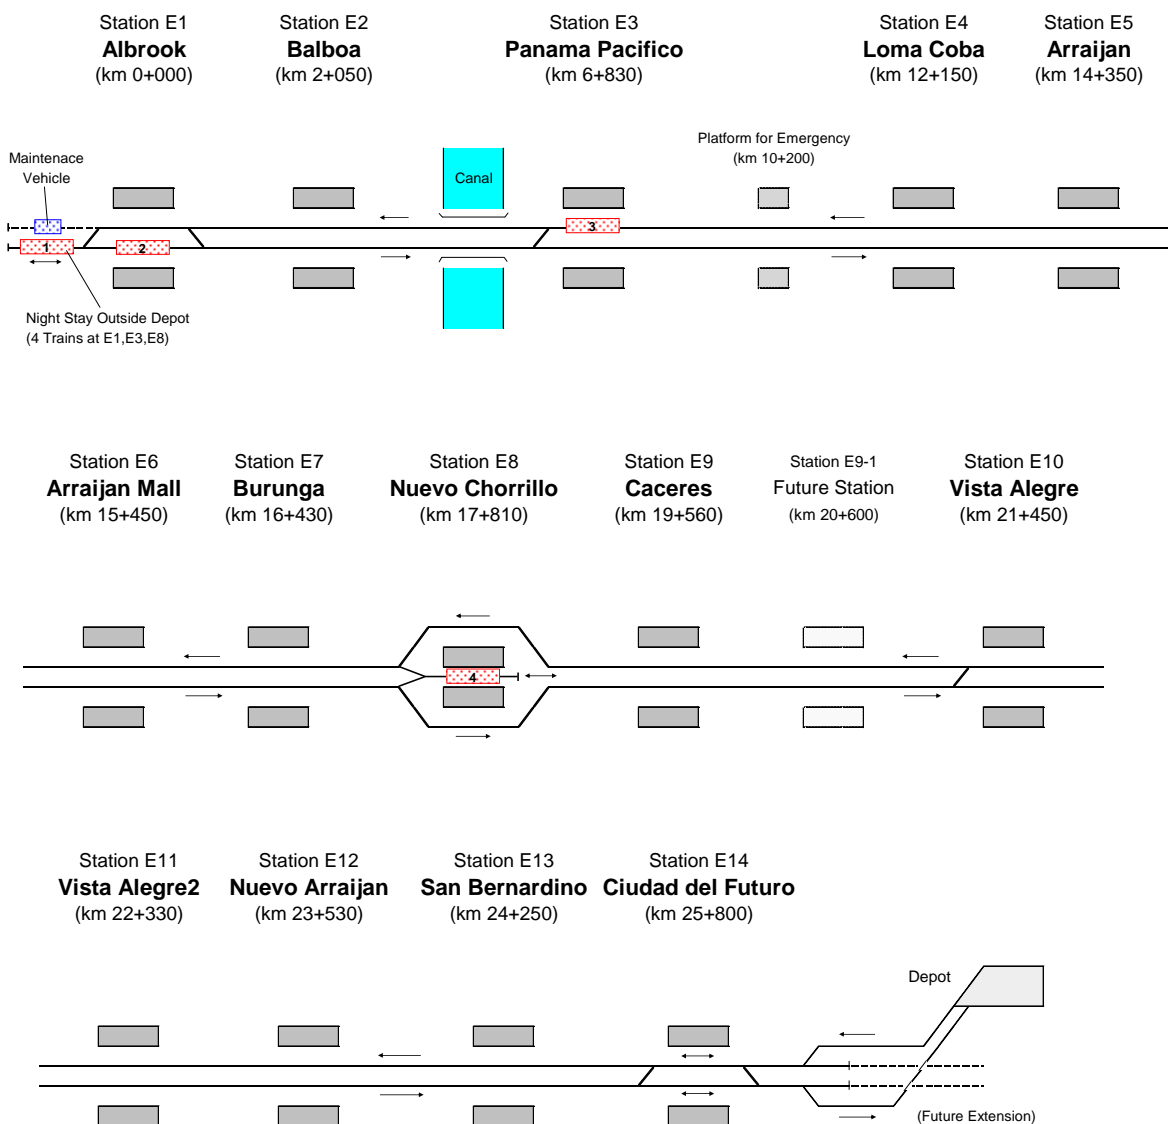 Station E1
Albrook
(km 0+000)
Station E2
Balboa
(km 2+050)
Station E3
Panama Pacifico
(km 6+830)
Station E4
Loma Coba
(km 12+150)
Station E5
Arraijan
(km 14+350)
Platform for Emergency
(km 10+200)
Maintenace
Vehicle
Canal
1
2
3
Night Stay Outside Depot
(4 Trains at E1,E3,E8)
Station E6
Arraijan Mall
(km 15+450)
Station E7
Burunga
(km 16+430)
Station E8
Nuevo Chorrillo
(km 17+810)
Station E9
Caceres
(km 19+560)
Station E9-1
Future Station
(km 20+600)
Station E10
Vista Alegre
(km 21+450)
4
Station E11
Vista Alegre2
(km 22+330)
Station E12
Nuevo Arraijan
(km 23+530)
Station E13
San Bernardino
(km 24+250)
Station E14
Ciudad del Futuro
(km 25+800)
Depot
(Future Extension)